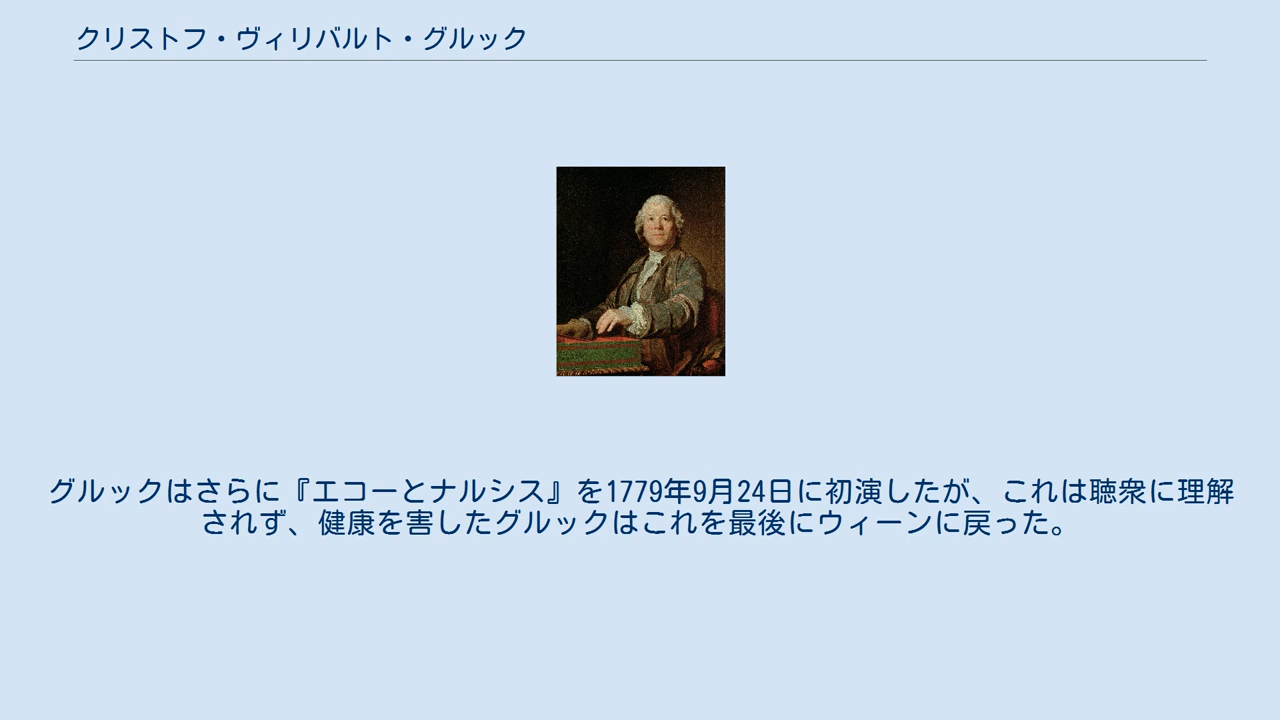 クリストフ・ヴィリバルト・グルック
グルックはさらに『エコーとナルシス』を1779年9月24日に初演したが、これは聴衆に理解
されず、健康を害したグルックはこれを最後にウィーンに戻った。